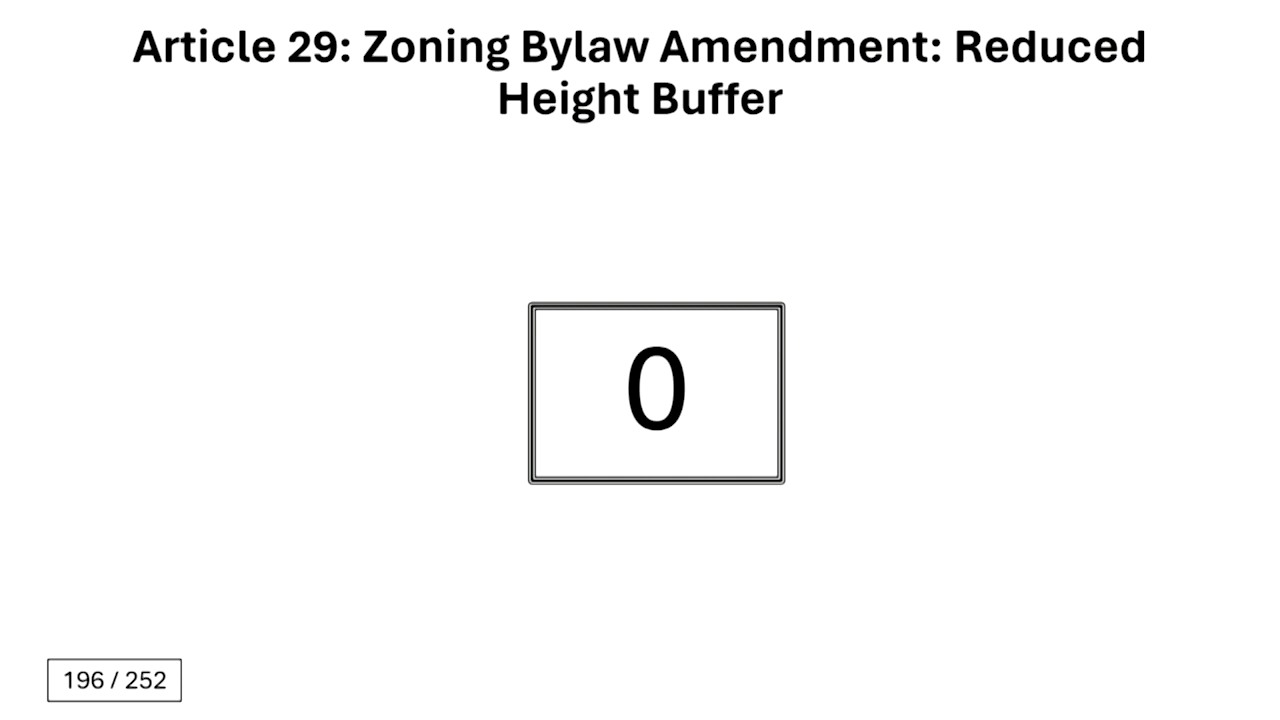 Article 29: Zoning Bylaw Amendment: Reduced
Height Buffer
0
196 / 252